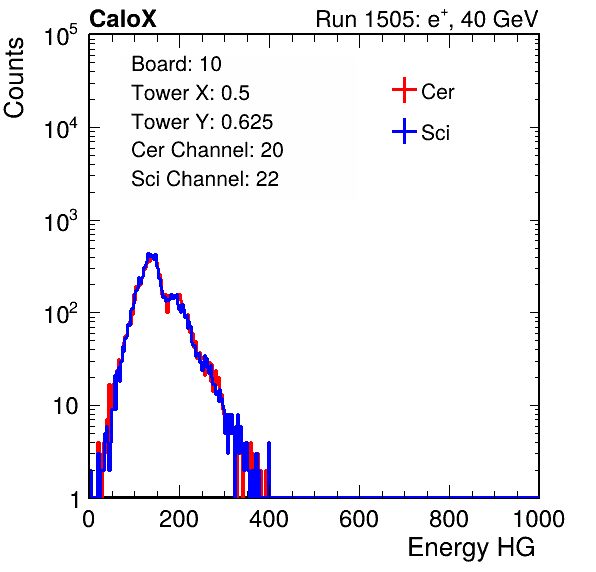 CaloX Run 1505: e⁺, 40 GeV
Counts
10⁵
10⁴
10³
10²
10
1
Board: 10
Tower X: 0.5
Tower Y: 0.625
Cer Channel: 20
Sci Channel: 22
Cer
Sci
0 200 400 600 800 1000
Energy HG